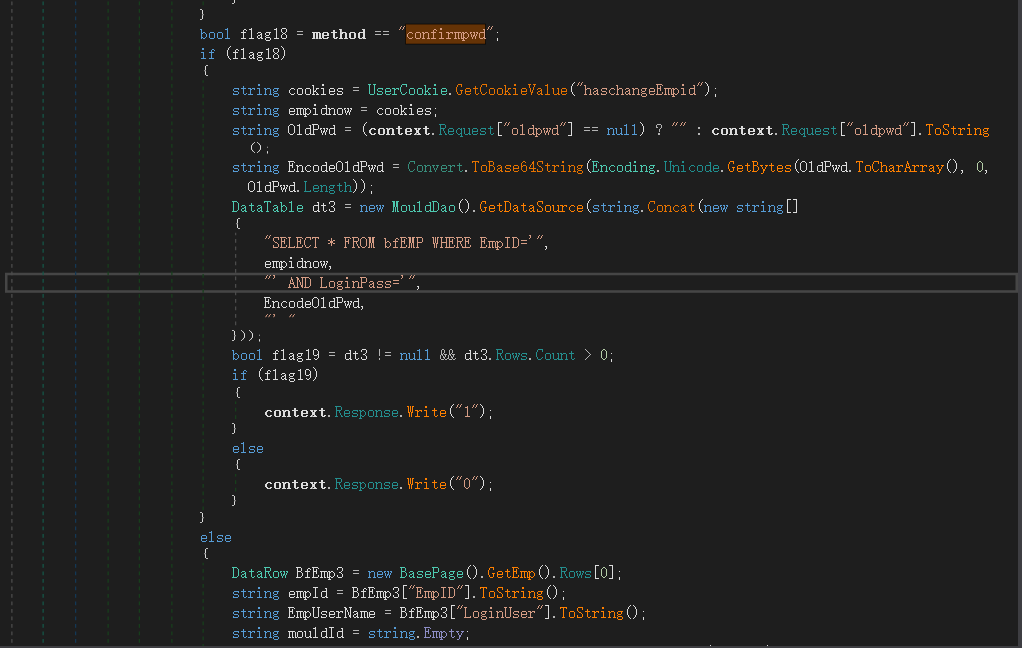 }
bool flag18 = method == "confirmpwd";
if (flag18)
{
string cookies = UserCookie.GetCookieValue("haschangeEmpid");
string empidnow = cookies;
string OldPwd = (context.Request["oldpwd"] == null) ? "" : context.Request["oldpwd"].ToString
();
string EncodeOldPwd = Convert.ToBase64String(Encoding.Unicode.GetBytes(OldPwd.ToCharArray(), 0,
OldPwd.Length));
DataTable dt3 = new MouldDao().GetDataSource(string.Concat(new string[]
{
"SELECT * FROM bfEMP WHERE EmpID='",
empidnow,
"' AND LoginPass='",
EncodeOldPwd,
"' "
}));
bool flag19 = dt3 != null && dt3.Rows.Count > 0;
if (flag19)
{
context.Response.Write("1");
}
else
{
context.Response.Write("0");
}
}
else
{
DataRow BfEmp3 = new BasePage().GetEmp().Rows[0];
string empId = BfEmp3["EmpID"].ToString();
string EmpUserName = BfEmp3["LoginUser"].ToString();
string mouldId = string.Empty;